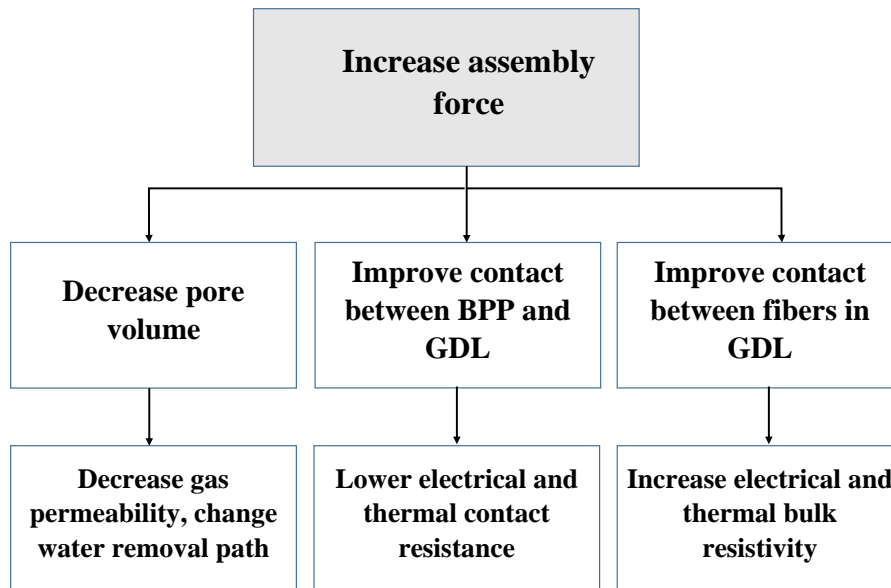 Increase assembly
force
Decrease pore
volume
Improve contact
between BPP and
GDL
Improve contact
between fibers in
GDL
Decrease gas
permeability, change
water removal path
Lower electrical and
thermal contact
resistance
Increase electrical and
thermal bulk
resistivity